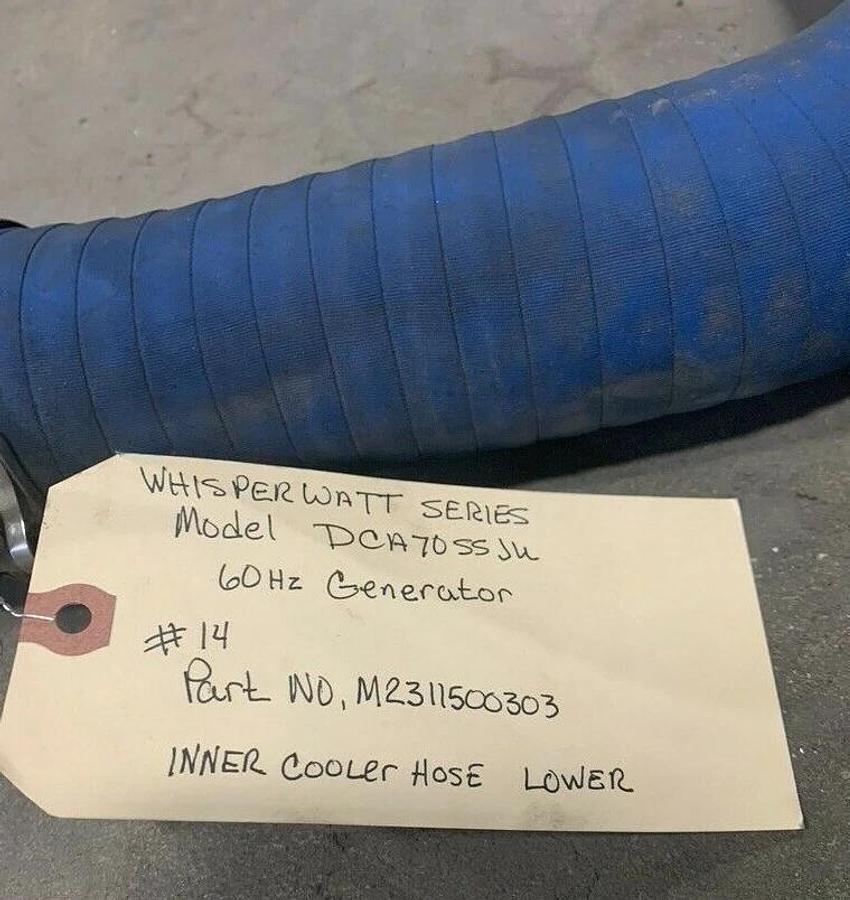 WHISPERWATT SERIES
Model DCA70SSJU
60Hz Generator
#14
Part NO, M2311500303
INNER COOLEr HOSE LOWER